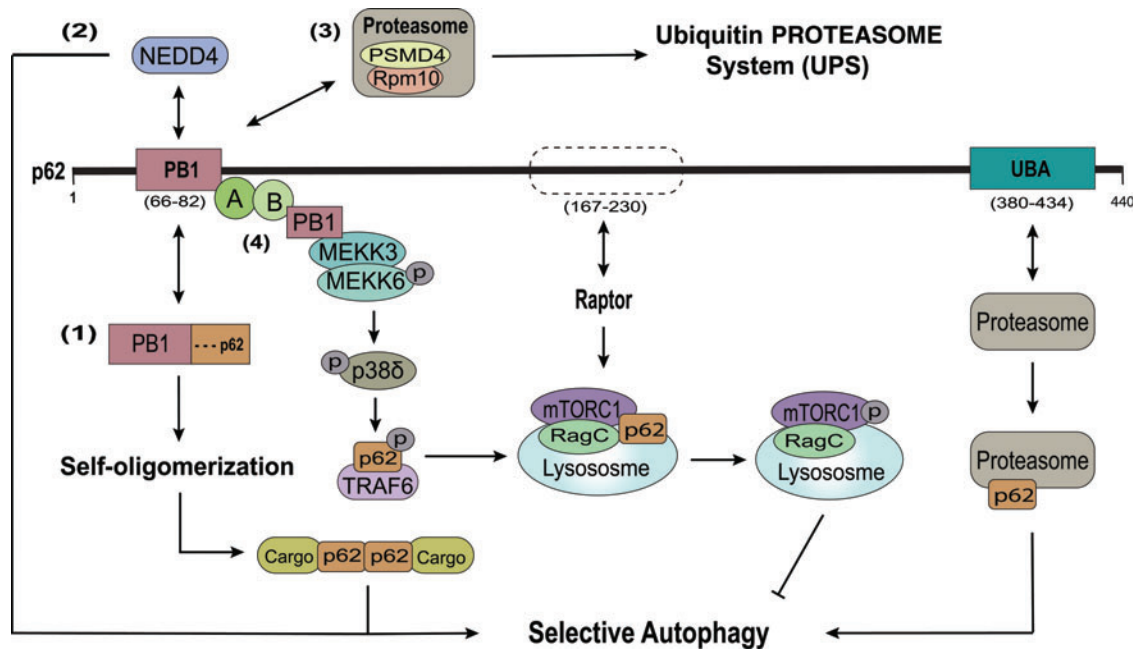 (2)
NEDD4
(3)
Proteasome
PSMD4
Rpm10
Ubiquitin PROTEASOME
System (UPS)
p62
1
PB1
(66-82)
(167-230)
UBA
(380-434)
440
A
B
(4)
PB1
MEKK3
MEKK6
p
(1)
PB1
--- p62
p
p38δ
p
p62
TRAF6
Raptor
mTORC1
RagC
p62
Lysososme
mTORC1
p
RagC
Lysososme
Proteasome
Proteasome
p62
Self-oligomerization
Cargo
p62
p62
Cargo
Selective Autophagy